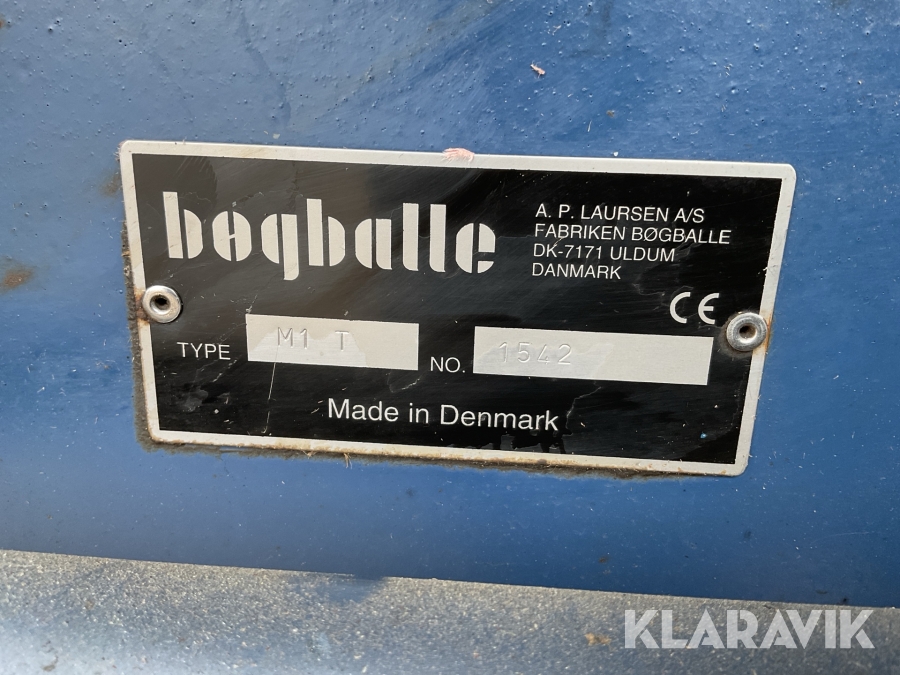 bøgballe
A. P. LAURSEN A/S
FABRIKEN BØGBALLE
DK-7171 ULDUM
DANMARK
CE
TYPE M1 T NO. 1542
Made in Denmark
KLARAVIK